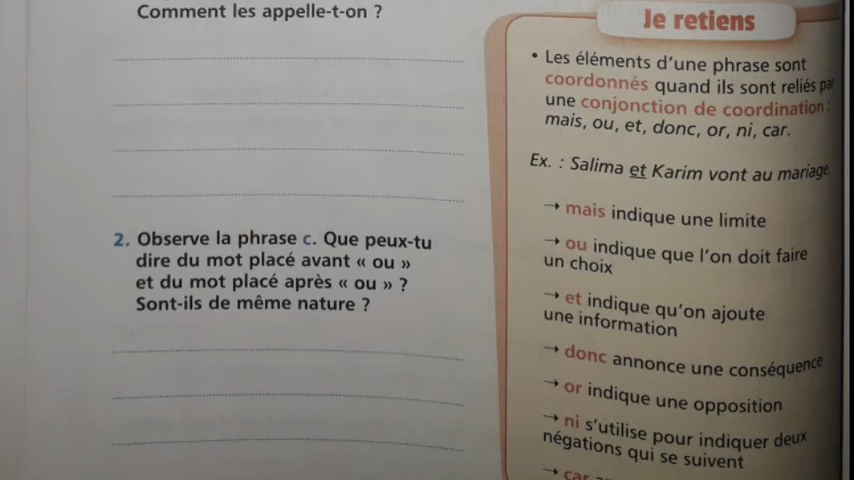 Comment les appelle-t-on ?
2. Observe la phrase c. Que peux-tu
dire du mot placé avant « ou »
et du mot placé après « ou » ?
Sont-ils de même nature ?
Je retiens
• Les éléments d'une phrase sont
coordonnés quand ils sont reliés par
une conjonction de coordination :
mais, ou, et, donc, or, ni, car.
Ex. : Salima et Karim vont au mariage.
→ mais indique une limite
→ ou indique que l'on doit faire
un choix
→ et indique qu'on ajoute
une information
→ donc annonce une conséquence
→ or indique une opposition
→ ni s'utilise pour indiquer deux
négations qui se suivent
→ car